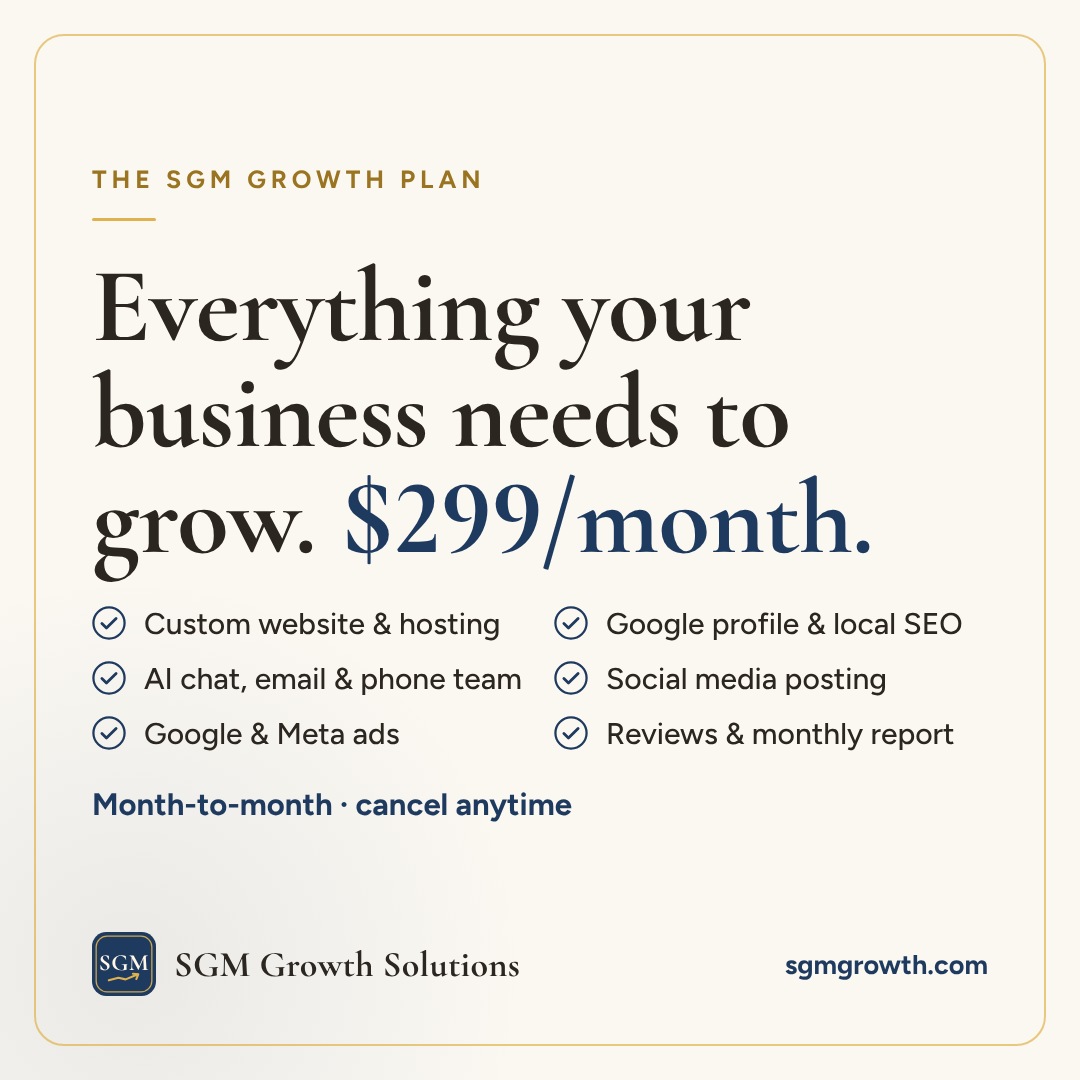 THE SGM GROWTH PLAN
Everything your
business needs to
grow. $299/month.
Custom website & hosting
Google profile & local SEO
AI chat, email & phone team
Social media posting
Google & Meta ads
Reviews & monthly report
Month-to-month · cancel anytime
SGM
SGM Growth Solutions
sgmgrowth.com